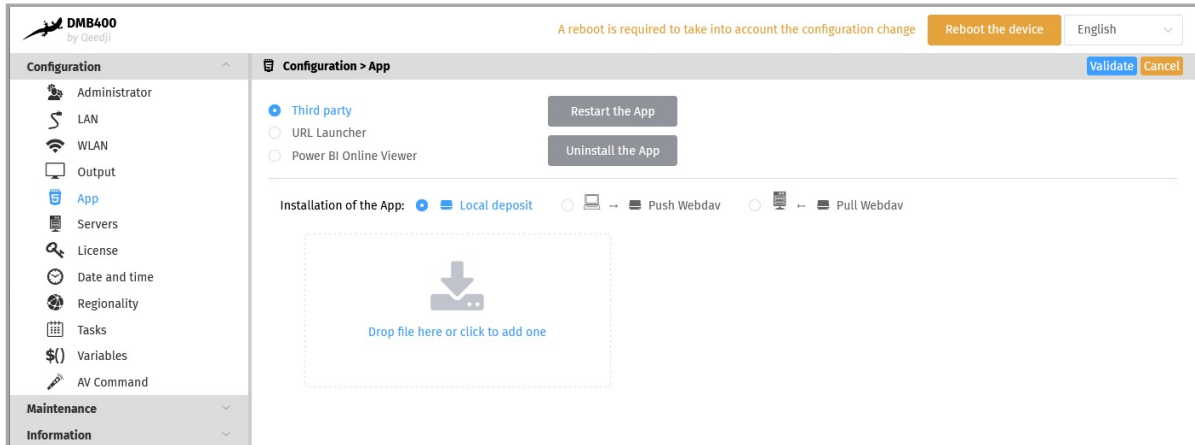 DMB400
by Qeedji
A reboot is required to take into account the configuration change
Reboot the device
English
Configuration
Configuration > App
Validate
Cancel
Administrator
LAN
WLAN
Output
App
Servers
License
Date and time
Regionality
Tasks
$() Variables
AV Command
Maintenance
Information
Third party
URL Launcher
Power BI Online Viewer
Restart the App
Uninstall the App
Installation of the App: Local deposit → Push Webdav ← Pull Webdav
Drop file here or click to add one